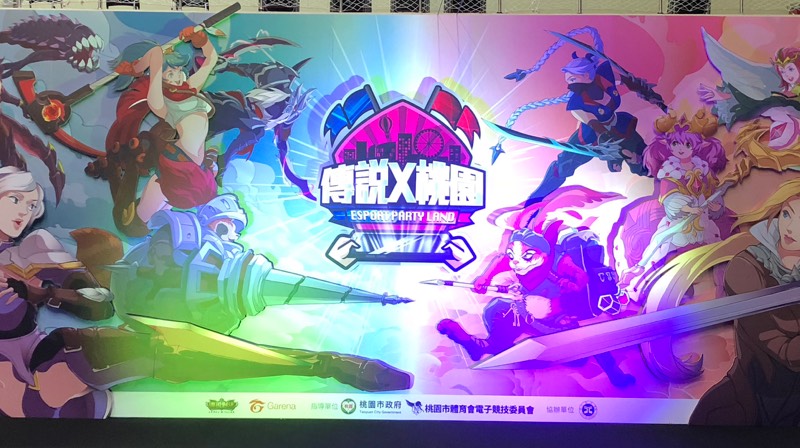 傳說X桃園
ESPORT PARTY LAND
Garena
指導單位
桃園市政府
Taoyuan City Government
桃園市體育會電子競技委員會
協辦單位